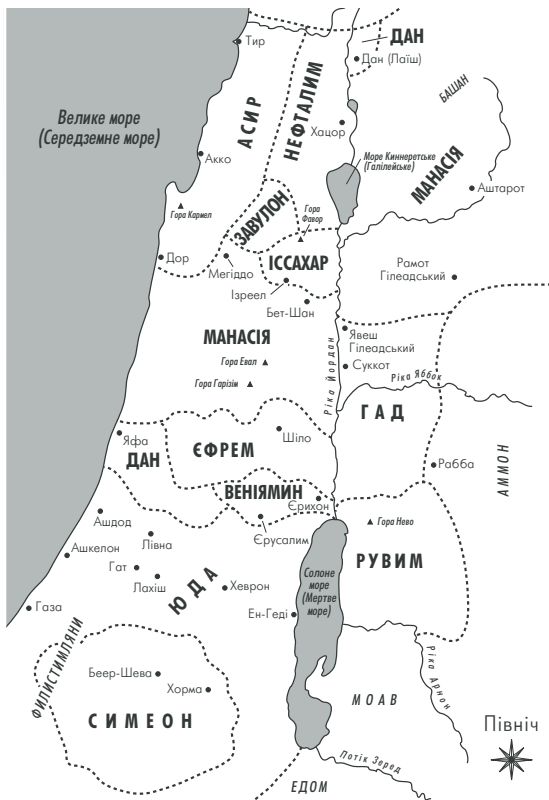 Тир
ДАН
Дан (Лаїш)
БАШАН
Велике море
(Середземне море)
АСИР
НЕФТАЛИМ
Хацор
Акко
Море Киннеретське
(Галілейське)
МАНАСІЯ
Аштарот
Гора Кармел
ЗАВУЛОН
Гора
Фавор
Дор
Мегіддо
ІССАХАР
Ізреел
Бет-Шан
Рамот
Гілеадський
МАНАСІЯ
Явеш
Гілеадський
Гора Евал
Суккот
Гора Гарізім
Ріка Йордан
Ріка Яббок
ГАД
Яфа
Шіло
ДАН
ЄФРЕМ
Рабба
АММОН
ВЕНІЯМИН
Єрихон
Ашдод
Єрусалим
Гора Нево
Лівна
Ашкелон
РУВИМ
Гат
Лахіш
ЮДА
Хеврон
Солоне
море
(Мертве
море)
Газа
Ен-Геді
ФИЛИСТИМЛЯНИ
Беер-Шева
Хорма
Ріка Арнон
СИМЕОН
МОАВ
Північ
Потік Зеред
ЕДОМ